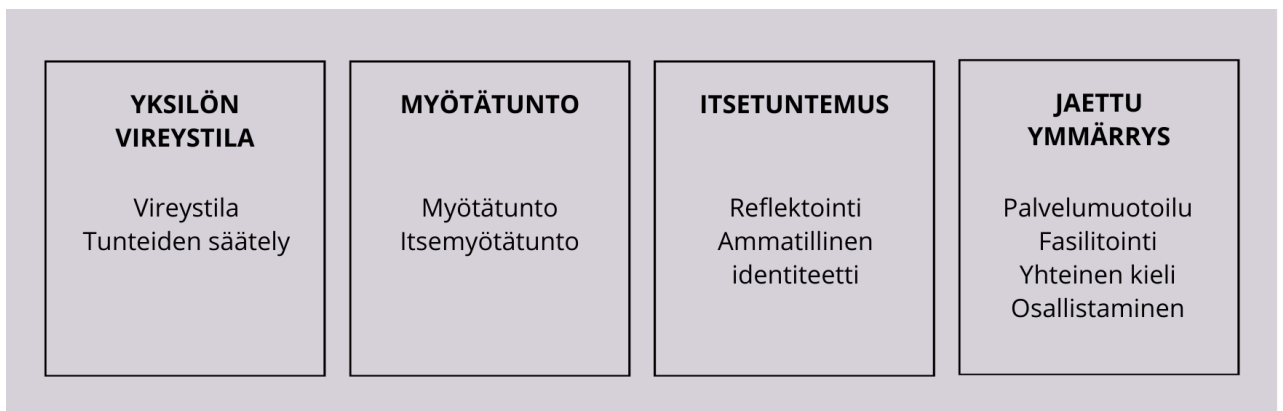 YKSILÖN
VIREYSTILA
Vireystila
Tunteiden säätely
MYÖTÄTUNTO
Myötätunto
Itsemyötätunto
ITSETUNTEMUS
Reflektointi
Ammatillinen
identiteetti
JAETTU
YMMÄRRYS
Palvelumuotoilu
Fasilitointi
Yhteinen kieli
Osallistaminen